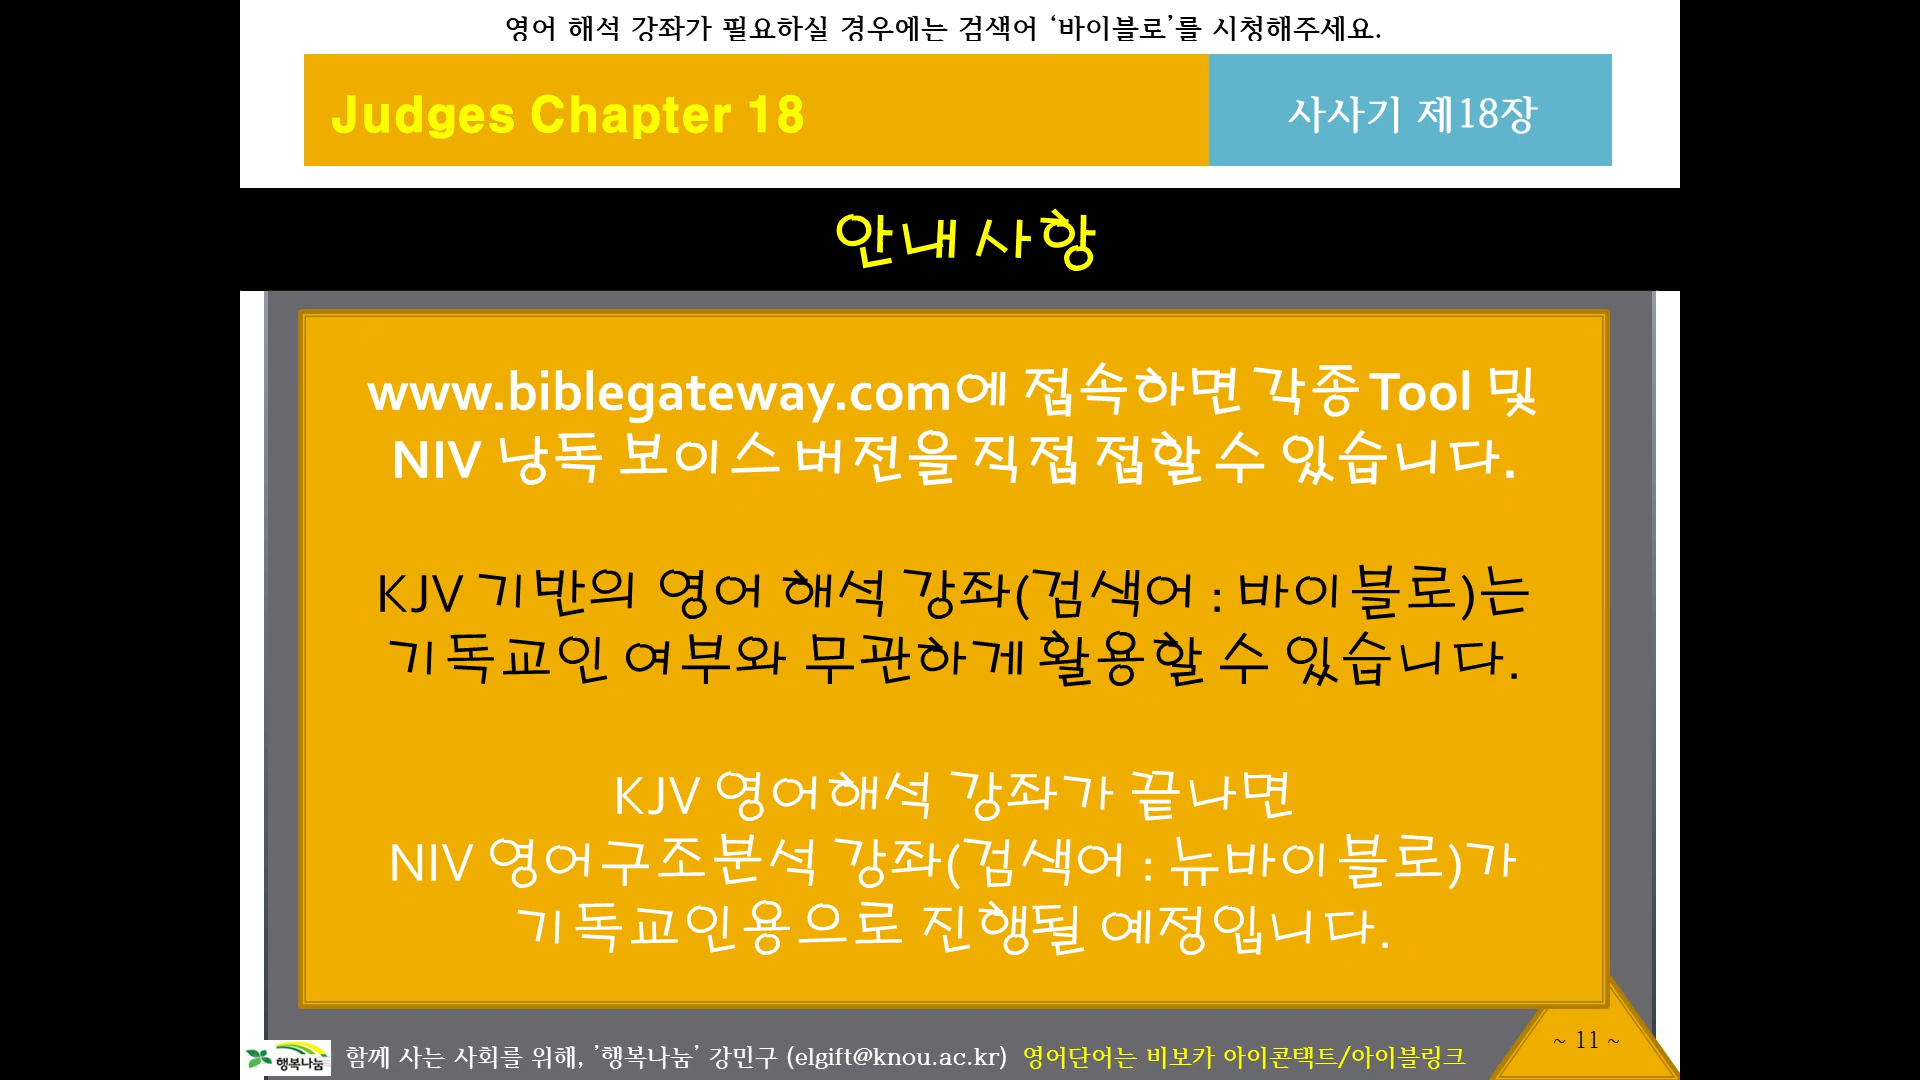 영어 해석 강좌가 필요하실 경우에는 검색어 ‘바이블로’를 시청해주세요.
Judges Chapter 18
사사기 제18장
안내사항
www.biblegateway.com에 접속하면 각종 Tool 및
NIV 낭독 보이스 버전을 직접 접할 수 있습니다.
KJV 기반의 영어 해석 강좌(검색어 : 바이블로)는
기독교인 여부와 무관하게 활용할 수 있습니다.
KJV 영어해석 강좌가 끝나면
NIV 영어구조분석 강좌(검색어 : 뉴바이블로)가
기독교인용으로 진행될 예정입니다.
~ 11 ~
행복나눔
함께 사는 사회를 위해, ’행복나눔’ 강민구 (elgift@knou.ac.kr) 영어단어는 비보카 아이콘택트/아이블링크